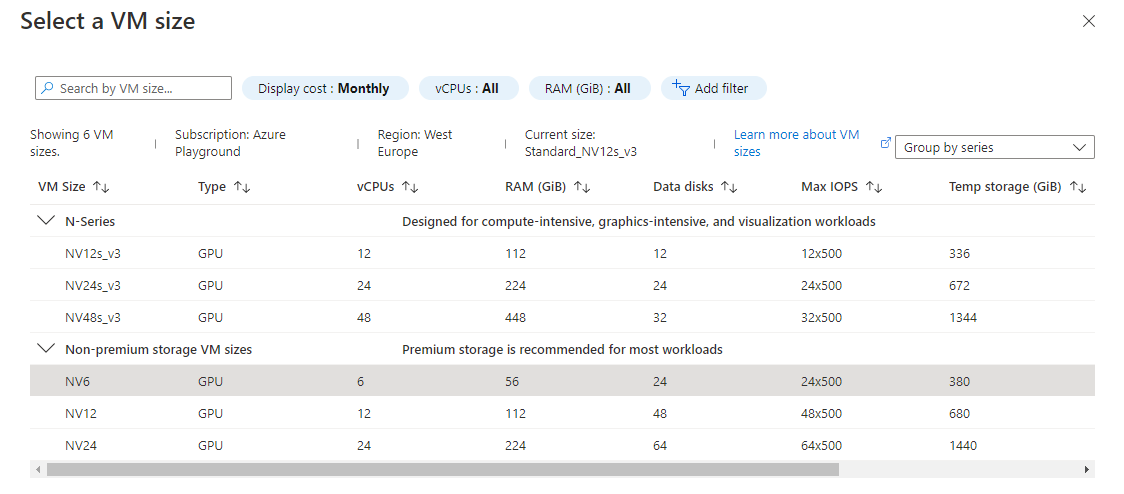 Select a VM size
Search by VM size...
Display cost : Monthly
vCPUs : All
RAM (GiB) : All
Add filter
Showing 6 VM sizes.
Subscription: Azure Playground
Region: West Europe
Current size: Standard_NV12s_v3
Learn more about VM sizes
Group by series
VM Size Type vCPUs RAM (GiB) Data disks Max IOPS Temp storage (GiB)
N-Series Designed for compute-intensive, graphics-intensive, and visualization workloads
NV12s_v3 GPU 12 112 12 12x500 336
NV24s_v3 GPU 24 224 24 24x500 672
NV48s_v3 GPU 48 448 32 32x500 1344
Non-premium storage VM sizes Premium storage is recommended for most workloads
NV6 GPU 6 56 24 24x500 380
NV12 GPU 12 112 48 48x500 680
NV24 GPU 24 224 64 64x500 1440